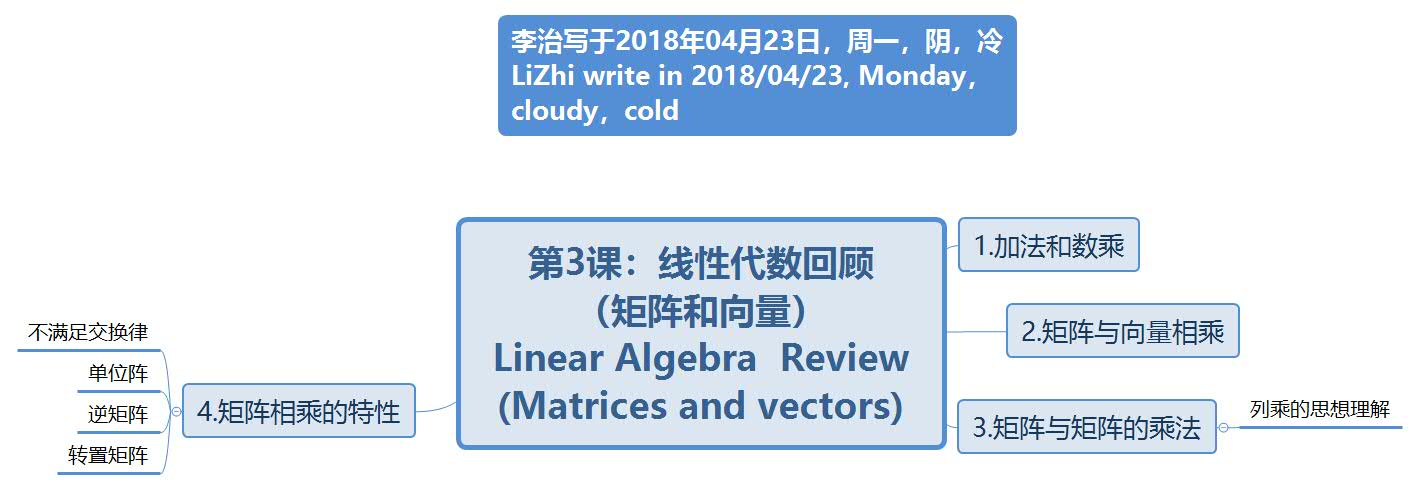 李治写于2018年04月23日，周一，阴，冷
LiZhi write in 2018/04/23, Monday，
cloudy，cold
第3课：线性代数回顾
（矩阵和向量）
Linear Algebra  Review
(Matrices and vectors)
1.加法和数乘
2.矩阵与向量相乘
3.矩阵与矩阵的乘法
列乘的思想理解
4.矩阵相乘的特性
不满足交换律
单位阵
逆矩阵
转置矩阵